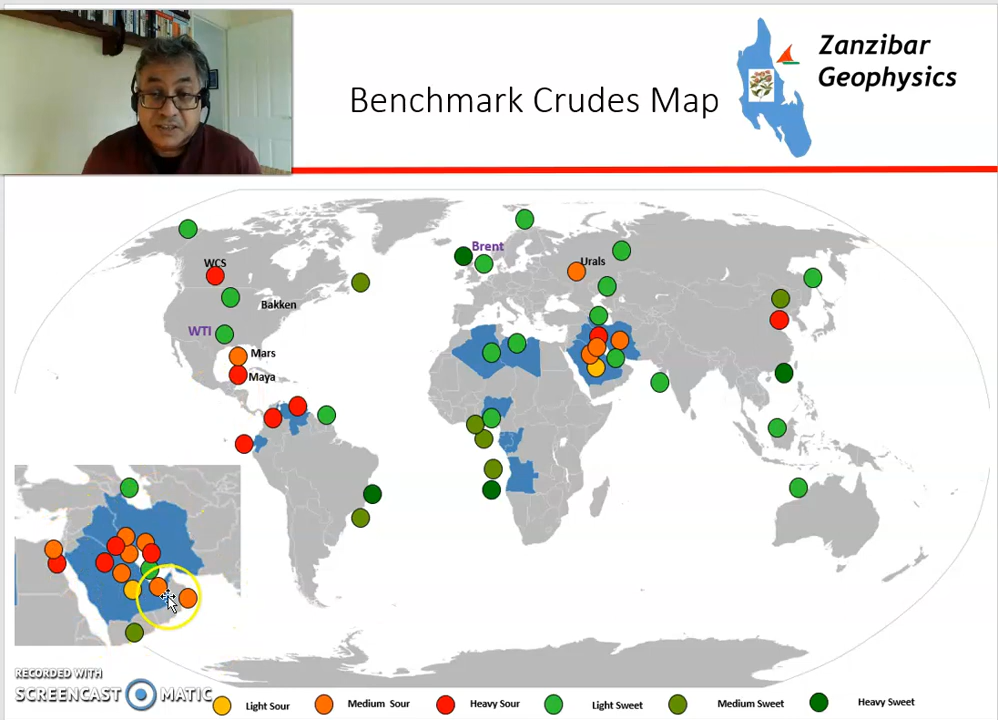 Benchmark Crudes Map
Zanzibar
Geophysics
Brent
WCS
Urals
Bakken
WTI
Mars
Maya
RECORDED WITH
SCREENCAST MATIC
Light Sour
Medium Sour
Heavy Sour
Light Sweet
Medium Sweet
Heavy Sweet